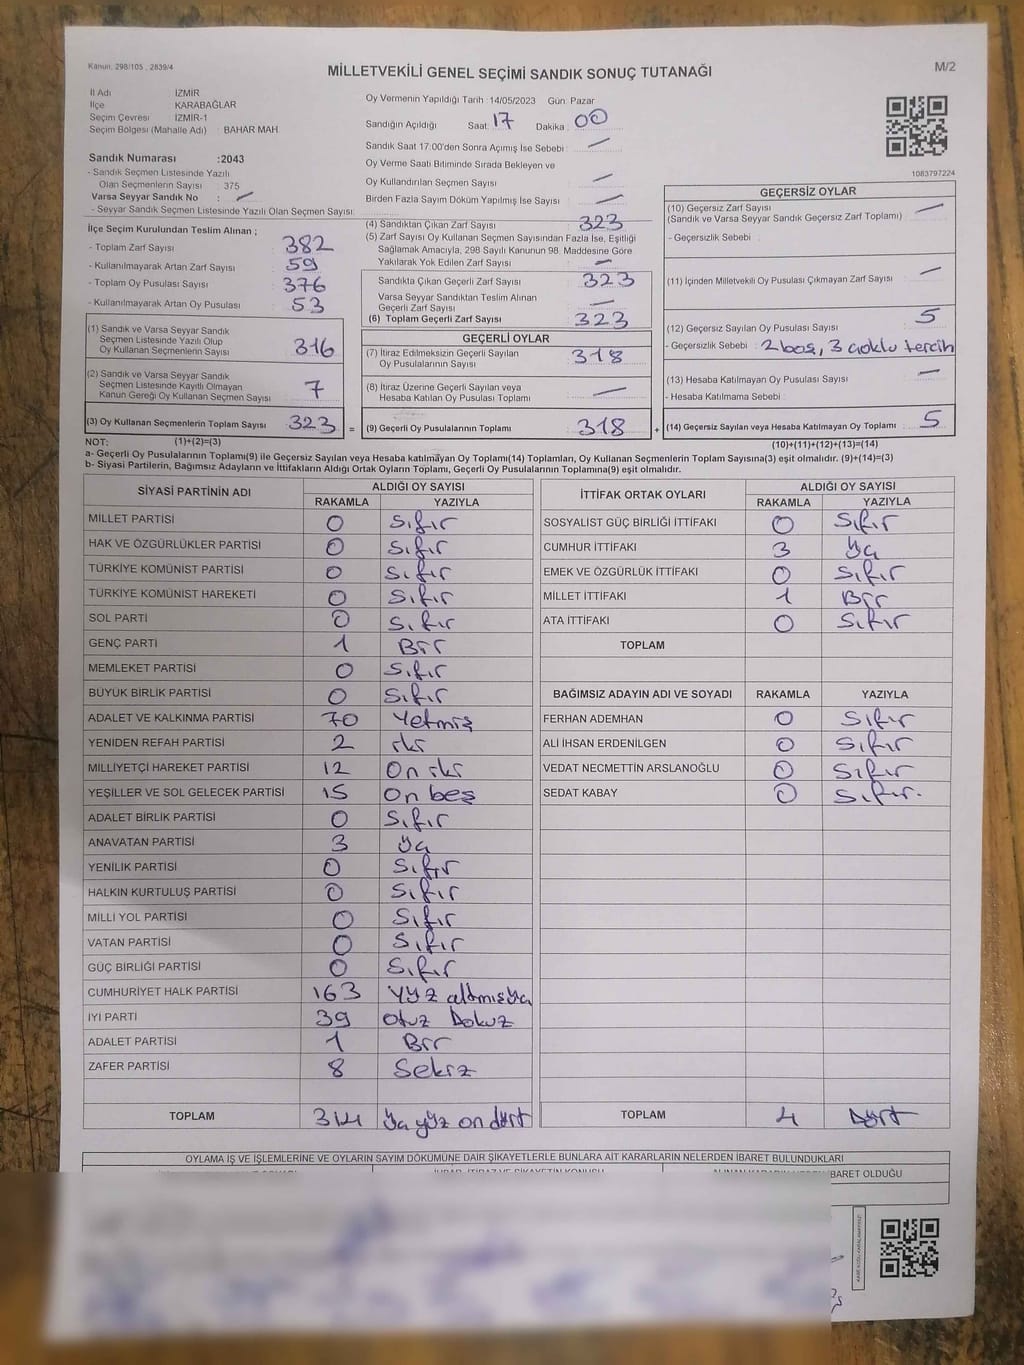 Kanun, 298/105 , 2839/4
MİLLETVEKİLİ GENEL SEÇİMİ SANDIK SONUÇ TUTANAĞI
M/2
İl Adı İZMİR
İlçe KARABAĞLAR
Seçim Çevresi İZMİR-1
Seçim Bölgesi (Mahalle Adı) : BAHAR MAH
Sandık Numarası :2043
- Sandık Seçmen Listesinde Yazılı
Olan Seçmenlerin Sayısı : 375
Varsa Seyyar Sandık No : —
- Seyyar Sandık Seçmen Listesinde Yazılı Olan Seçmen Sayısı:
İlçe Seçim Kurulundan Teslim Alınan ;
- Toplam Zarf Sayısı : 382
- Kullanılmayarak Artan Zarf Sayısı : 59
- Toplam Oy Pusulası Sayısı : 376
- Kullanılmayarak Artan Oy Pusulası : 53
(1) Sandık ve Varsa Seyyar Sandık
Seçmen Listesinde Yazılı Olup
Oy Kullanan Seçmenlerin Sayısı 316
(2) Sandık ve Varsa Seyyar Sandık
Seçmen Listesinde Kayıtlı Olmayan
Kanun Gereği Oy Kullanan Seçmen Sayısı 7
(3) Oy Kullanan Seçmenlerin Toplam Sayısı 323
Oy Vermenin Yapıldığı Tarih : 14/05/2023 Gün: Pazar
Sandığın Açıldığı Saat: 17 Dakika : 00
Sandık Saat 17:00'den Sonra Açımış İse Sebebi : —
Oy Verme Saati Bitiminde Sırada Bekleyen ve
Oy Kullandırılan Seçmen Sayısı —
Birden Fazla Sayım Döküm Yapılmış İse Sayısı —
(4) Sandıktan Çıkan Zarf Sayısı : 323
(5) Zarf Sayısı Oy Kullanan Seçmen Sayısından Fazla İse, Eşitliği
Sağlamak Amacıyla, 298 Sayılı Kanunun 98. Maddesine Göre
Yakılarak Yok Edilen Zarf Sayısı : —
Sandıkta Çıkan Geçerli Zarf Sayısı : 323
Varsa Seyyar Sandıktan Teslim Alınan
Geçerli Zarf Sayısı : —
(6) Toplam Geçerli Zarf Sayısı : 323
GEÇERLİ OYLAR
(7) İtiraz Edilmeksizin Geçerli Sayılan
Oy Pusulalarının Sayısı : 318
(8) İtiraz Üzerine Geçerli Sayılan veya
Hesaba Katılan Oy Pusulası Toplamı : —
= (9) Geçerli Oy Pusulalarının Toplamı : 318
1083797224
GEÇERSİZ OYLAR
(10) Geçersiz Zarf Sayısı —
(Sandık ve Varsa Seyyar Sandık Geçersiz Zarf Toplamı) :
- Geçersizlik Sebebi :
(11) İçinden Milletvekili Oy Pusulası Çıkmayan Zarf Sayısı : —
(12) Geçersiz Sayılan Oy Pusulası Sayısı : 5
- Geçersizlik Sebebi : 2 boş, 3 çoklu tercih
(13) Hesaba Katılmayan Oy Pusulası Sayısı : —
- Hesaba Katılmama Sebebi :
+ (14) Geçersiz Sayılan veya Hesaba Katılmayan Oy Toplamı : 5
NOT: (1)+(2)=(3) (10)+(11)+(12)+(13)=(14)
a- Geçerli Oy Pusulalarının Toplamı(9) ile Geçersiz Sayılan veya Hesaba katılmayan Oy Toplamı(14) Toplamları, Oy Kullanan Seçmenlerin Toplam Sayısına(3) eşit olmalıdır. (9)+(14)=(3)
b- Siyasi Partilerin, Bağımsız Adayların ve İttifakların Aldığı Ortak Oyların Toplamı, Geçerli Oy Pusulalarının Toplamına(9) eşit olmalıdır.
SİYASİ PARTİNİN ADI ALDIĞI OY SAYISI
RAKAMLA YAZIYLA
MİLLET PARTİSİ 0 Sıfır
HAK VE ÖZGÜRLÜKLER PARTİSİ 0 Sıfır
TÜRKİYE KOMÜNİST PARTİSİ 0 Sıfır
TÜRKİYE KOMÜNİST HAREKETİ 0 Sıfır
SOL PARTİ 0 Sıfır
GENÇ PARTİ 1 Bir
MEMLEKET PARTİSİ 0 Sıfır
BÜYÜK BİRLİK PARTİSİ 0 Sıfır
ADALET VE KALKINMA PARTİSİ 70 Yetmiş
YENİDEN REFAH PARTİSİ 2 iki
MİLLİYETÇİ HAREKET PARTİSİ 12 On iki
YEŞİLLER VE SOL GELECEK PARTİSİ 15 On beş
ADALET BİRLİK PARTİSİ 0 Sıfır
ANAVATAN PARTİSİ 3 Üç
YENİLİK PARTİSİ 0 Sıfır
HALKIN KURTULUŞ PARTİSİ 0 Sıfır
MİLLİ YOL PARTİSİ 0 Sıfır
VATAN PARTİSİ 0 Sıfır
GÜÇ BİRLİĞİ PARTİSİ 0 Sıfır
CUMHURİYET HALK PARTİSİ 163 Yüz altmış üç
İYİ PARTİ 39 Otuz Dokuz
ADALET PARTİSİ 1 Bir
ZAFER PARTİSİ 8 Sekiz
TOPLAM 314 Üç yüz on dört
İTTİFAK ORTAK OYLARI ALDIĞI OY SAYISI
RAKAMLA YAZIYLA
SOSYALİST GÜÇ BİRLİĞİ İTTİFAKI 0 Sıfır
CUMHUR İTTİFAKI 3 Üç
EMEK VE ÖZGÜRLÜK İTTİFAKI 0 Sıfır
MİLLET İTTİFAKI 1 Bir
ATA İTTİFAKI 0 Sıfır
TOPLAM
BAĞIMSIZ ADAYIN ADI VE SOYADI RAKAMLA YAZIYLA
FERHAN ADEMHAN 0 Sıfır
ALİ İHSAN ERDENİLGEN 0 Sıfır
VEDAT NECMETTİN ARSLANOĞLU 0 Sıfır
SEDAT KABAY 0 Sıfır.
TOPLAM 4 Dört
OYLAMA İŞ VE İŞLEMLERİNE VE OYLARIN SAYIM DÖKÜMÜNE DAİR ŞİKAYETLERLE BUNLARA AİT KARARLARIN NELERDEN İBARET BULUNDUKLARI
İBARET OLDUĞU